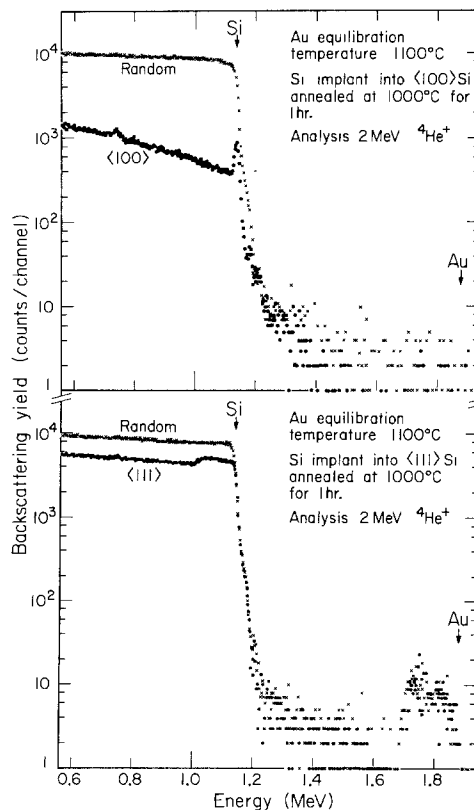 Si
Au equilibration
temperature 1100°C
Si implant into ⟨100⟩Si
annealed at 1000°C for
1hr.
Analysis 2 MeV ⁴He⁺
10⁴
Random
10³
⟨100⟩
10²
Au
10
1
Si
Au equilibration
temperature 1100°C
Si implant into ⟨111⟩Si
annealed at 1000°C
for 1hr.
Analysis 2 MeV ⁴He⁺
10⁴
Random
⟨111⟩
10³
10²
Au
10
1
0.6 0.8 1.0 1.2 1.4 1.6 1.8
Energy (MeV)
Backscattering yield (counts/channel)